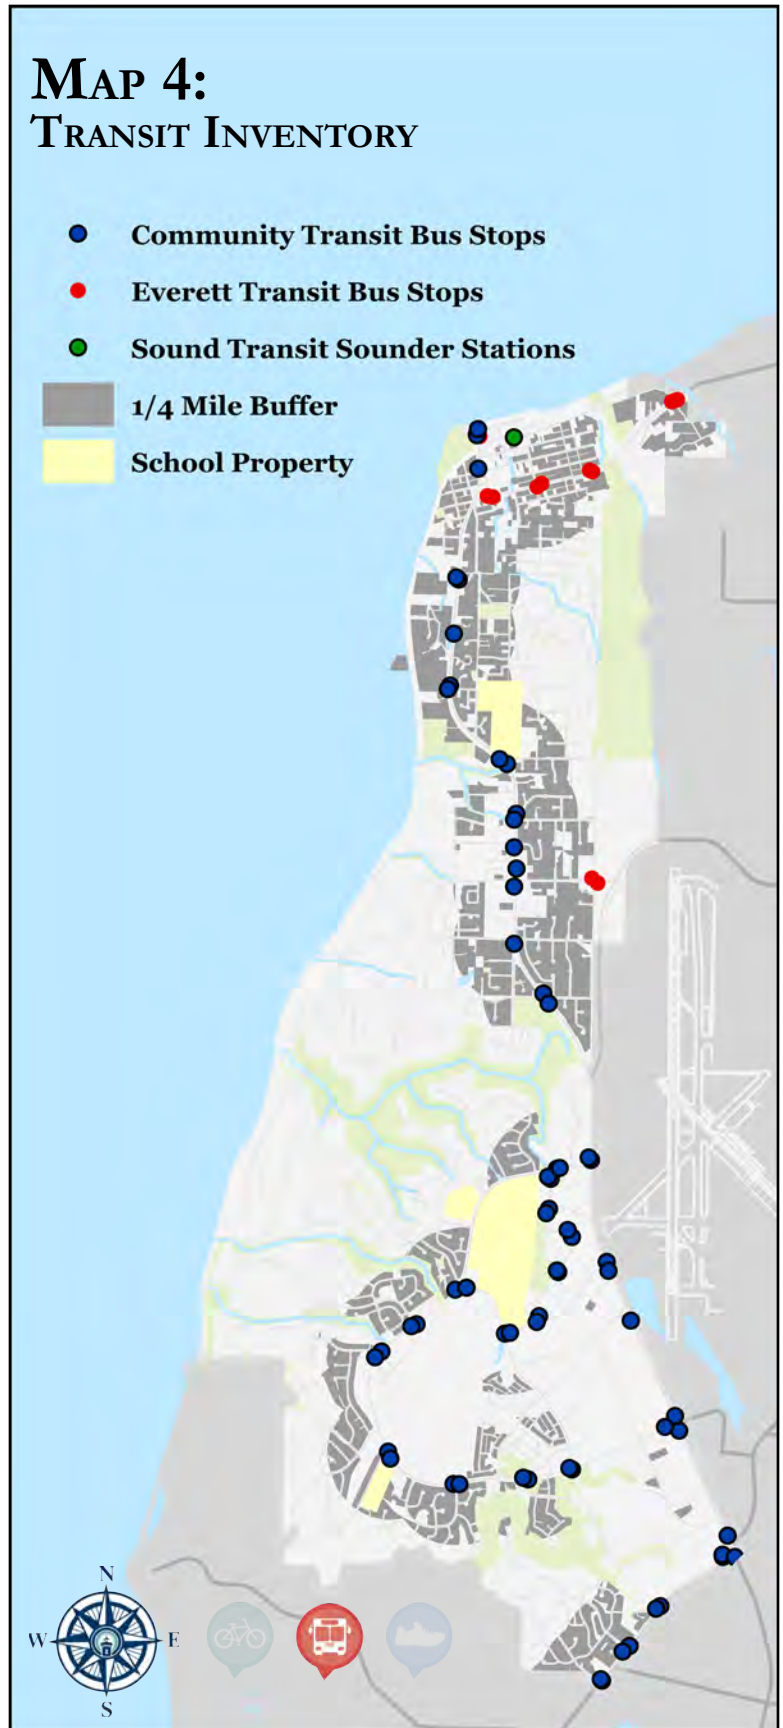 Map 4:
Transit Inventory
Community Transit Bus Stops
Everett Transit Bus Stops
Sound Transit Sounder Stations
1/4 Mile Buffer
School Property
N
W E
S